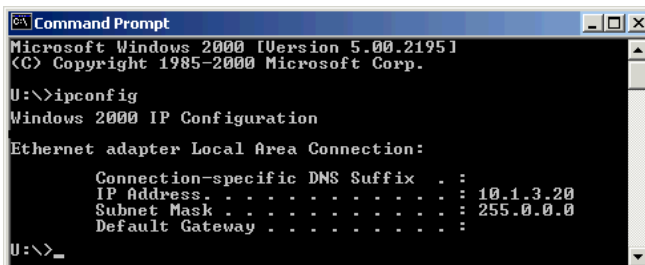 Command Prompt
Microsoft Windows 2000 [Version 5.00.2195]
(C) Copyright 1985-2000 Microsoft Corp.
U:\>ipconfig
Windows 2000 IP Configuration
Ethernet adapter Local Area Connection:
Connection-specific DNS Suffix . :
IP Address. . . . . . . . . . . . : 10.1.3.20
Subnet Mask . . . . . . . . . . . : 255.0.0.0
Default Gateway . . . . . . . . . :
U:\>_